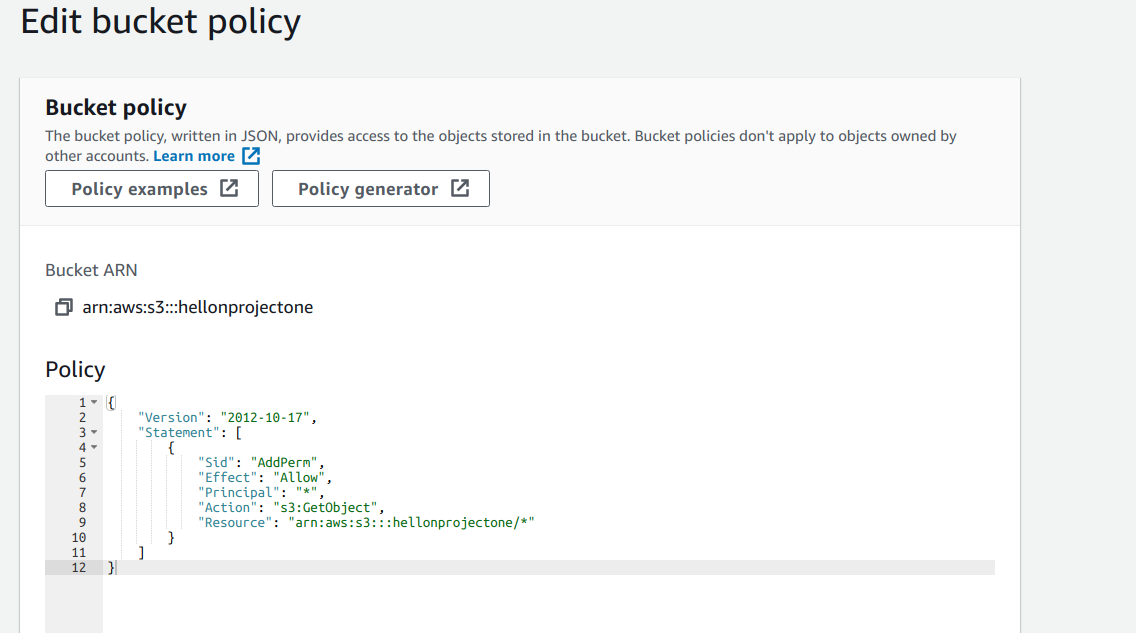 Edit bucket policy
Bucket policy
The bucket policy, written in JSON, provides access to the objects stored in the bucket. Bucket policies don't apply to objects owned by
other accounts. Learn more
Policy examples Policy generator
Bucket ARN
arn:aws:s3:::hellonprojectone
Policy
1 {
2 "Version": "2012-10-17",
3 "Statement": [
4 {
5 "Sid": "AddPerm",
6 "Effect": "Allow",
7 "Principal": "*",
8 "Action": "s3:GetObject",
9 "Resource": "arn:aws:s3:::hellonprojectone/*"
10 }
11 ]
12 }